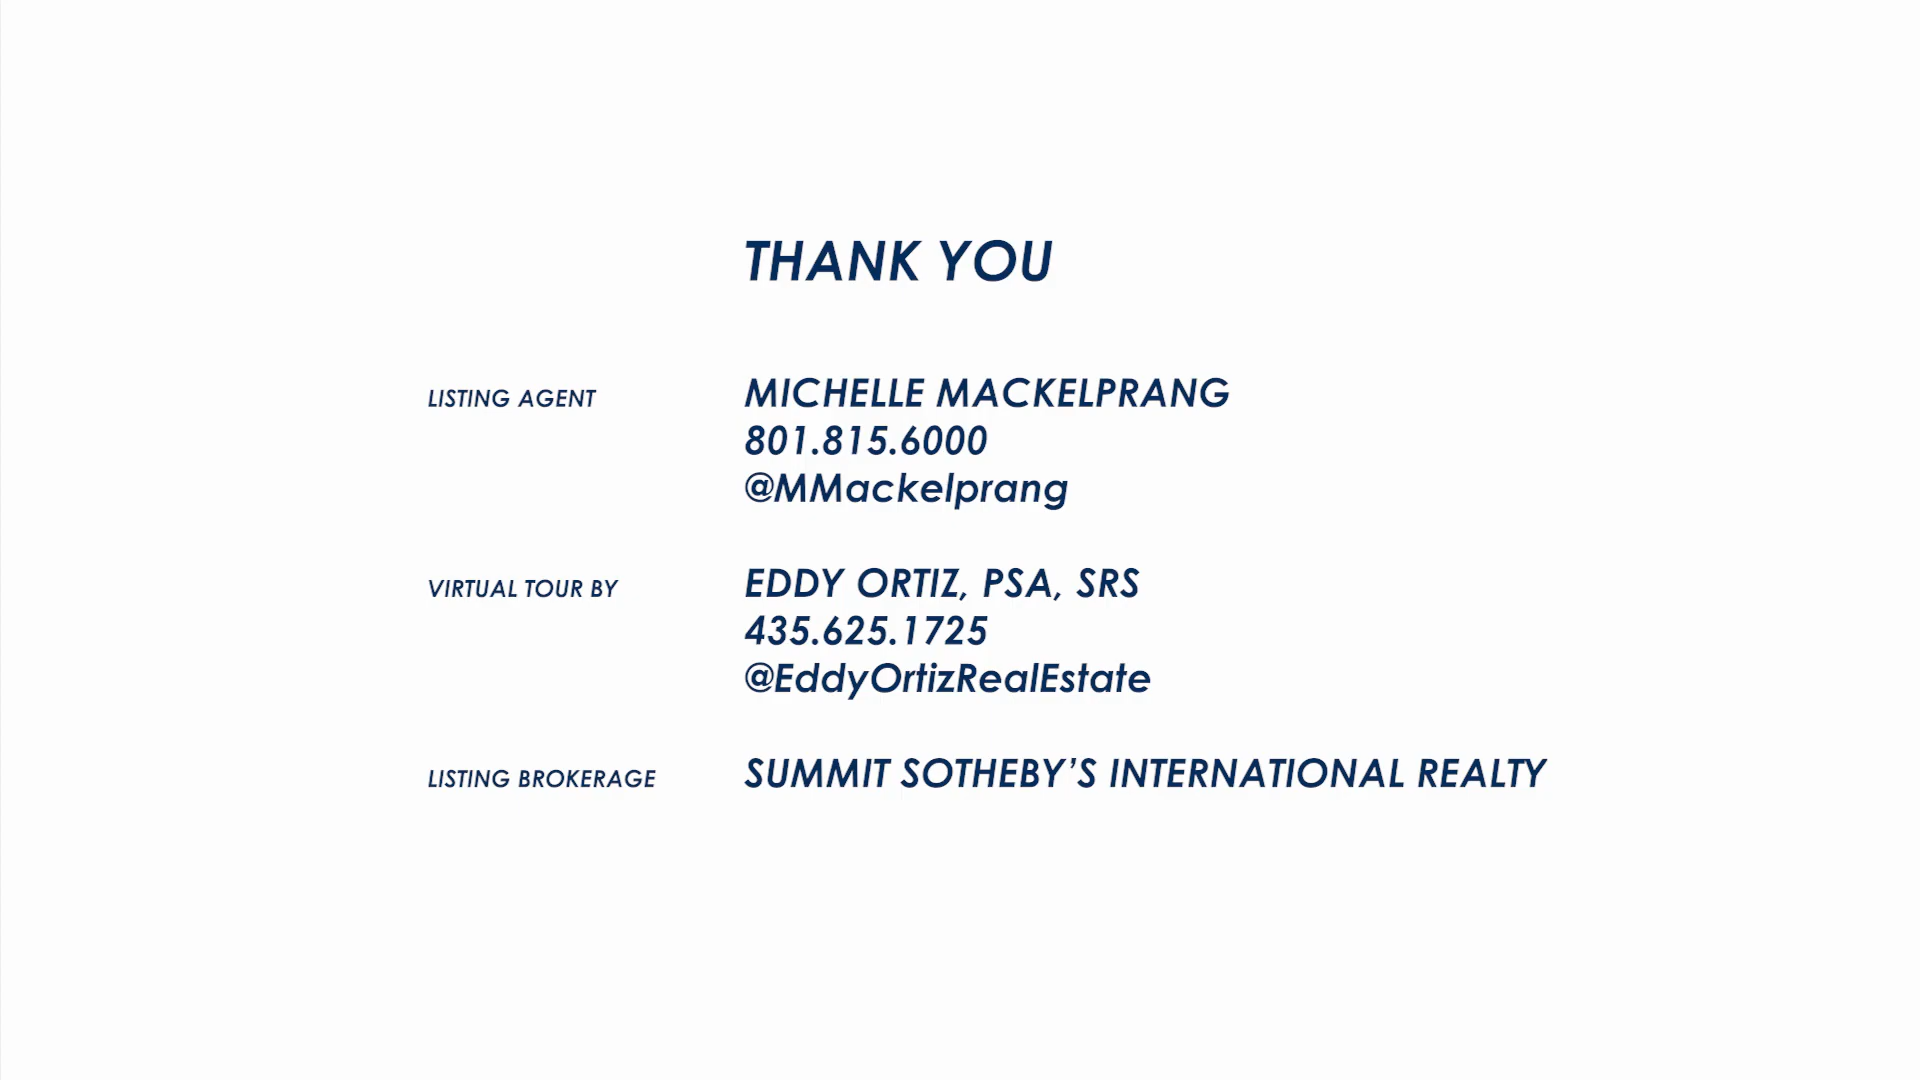 THANK YOU
LISTING AGENT MICHELLE MACKELPRANG
801.815.6000
@MMackelprang
VIRTUAL TOUR BY EDDY ORTIZ, PSA, SRS
435.625.1725
@EddyOrtizRealEstate
LISTING BROKERAGE SUMMIT SOTHEBY’S INTERNATIONAL REALTY